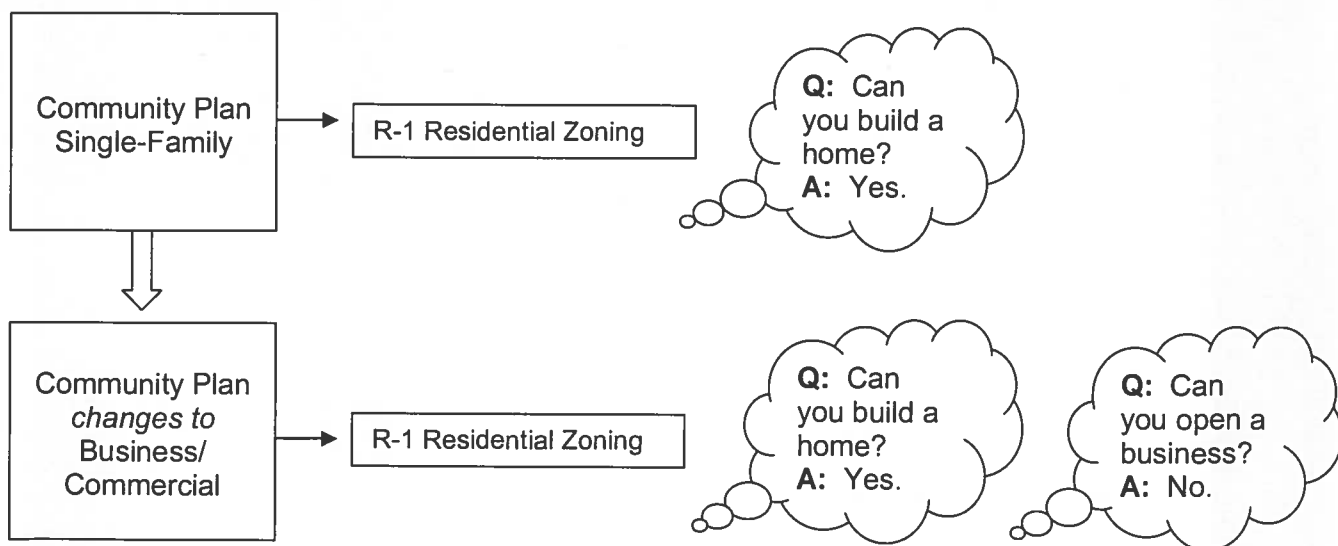 Community Plan
Single-Family
R-1 Residential Zoning
Q: Can
you build a
home?
A: Yes.
Community Plan
changes to
Business/
Commercial
R-1 Residential Zoning
Q: Can
you build a
home?
A: Yes.
Q: Can
you open a
business?
A: No.